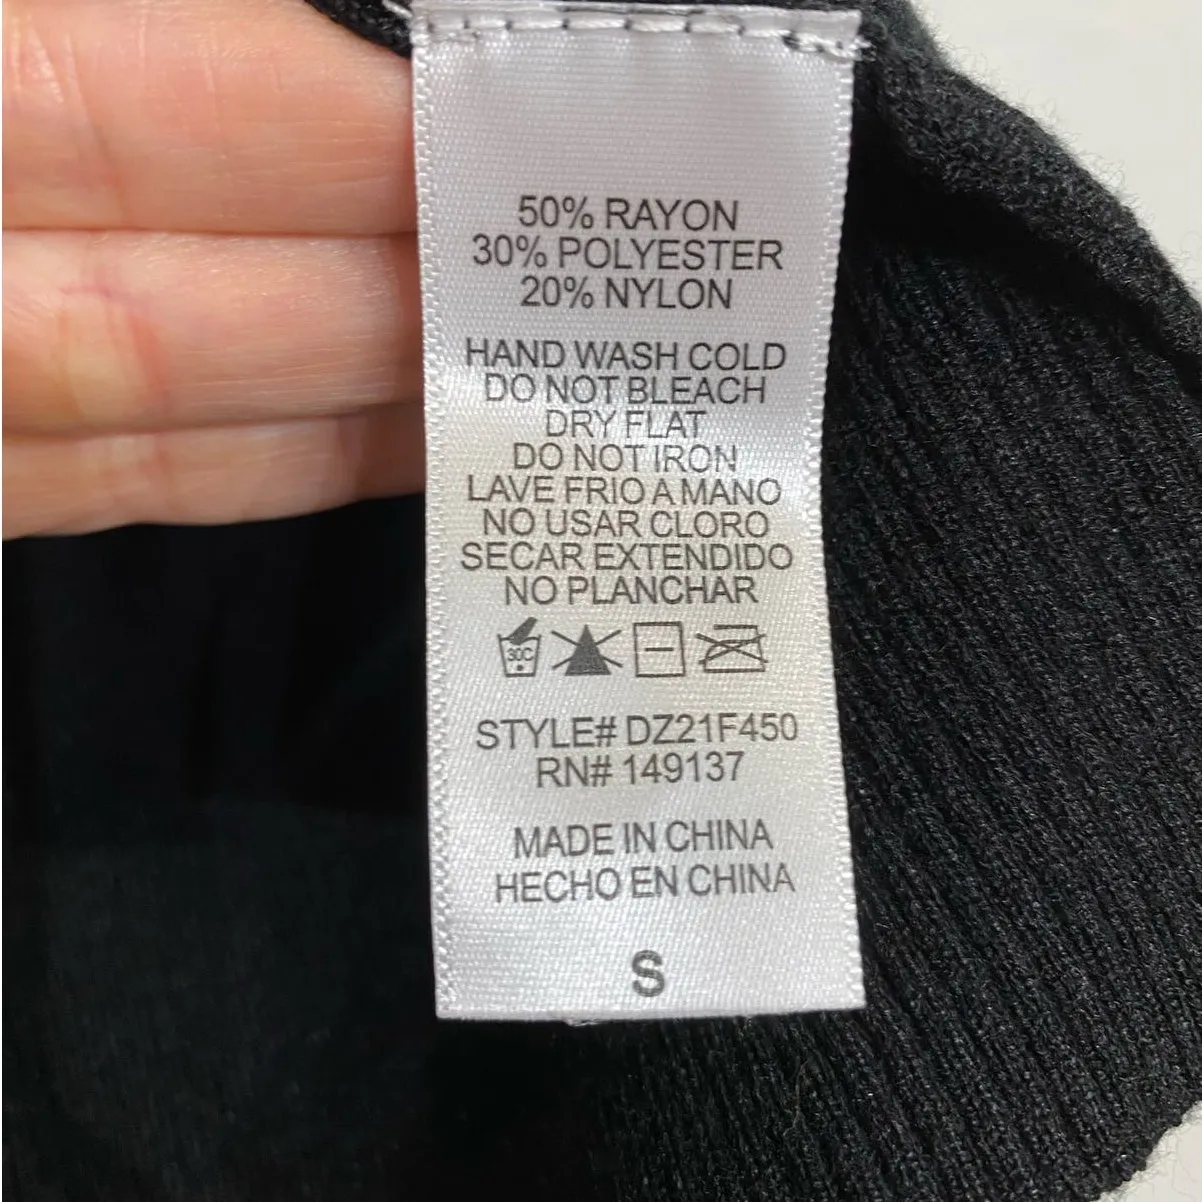 50% RAYON
30% POLYESTER
20% NYLON
HAND WASH COLD
DO NOT BLEACH
DRY FLAT
DO NOT IRON
LAVE FRIO A MANO
NO USAR CLORO
SECAR EXTENDIDO
NO PLANCHAR
30C
STYLE# DZ21F450
RN# 149137
MADE IN CHINA
HECHO EN CHINA
S